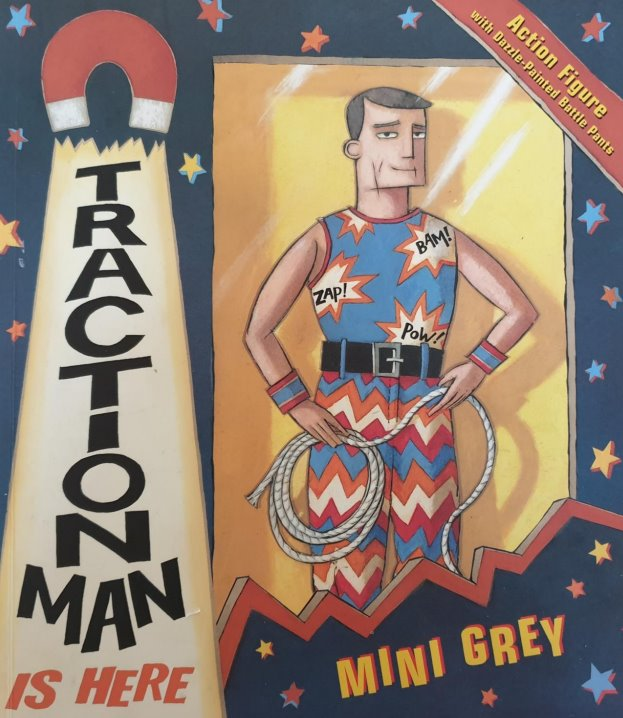 Action Figure
with Dazzle-Painted Battle Pants
TRACTION
MAN
IS HERE
BAM!
ZAP!
POW!
MINI GREY